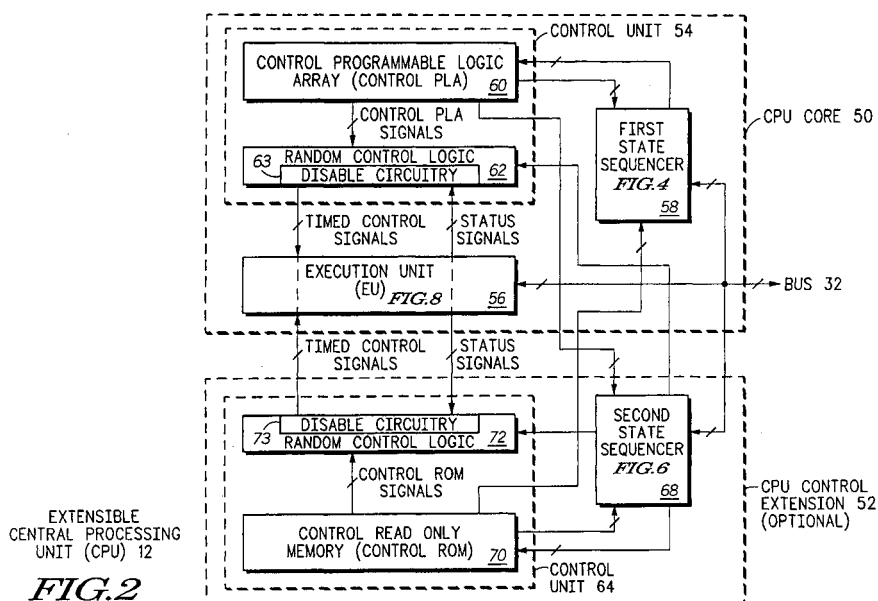 CONTROL UNIT 54
CONTROL PROGRAMMABLE LOGIC
ARRAY (CONTROL PLA)
60
CONTROL PLA
SIGNALS
63
RANDOM CONTROL LOGIC
DISABLE CIRCUITRY
62
FIRST
STATE
SEQUENCER
FIG.4
58
CPU CORE 50
TIMED CONTROL
SIGNALS
STATUS
SIGNALS
EXECUTION UNIT
(EU)
FIG.8
56
BUS 32
TIMED CONTROL
SIGNALS
STATUS
SIGNALS
73
DISABLE CIRCUITRY
RANDOM CONTROL LOGIC
72
SECOND
STATE
SEQUENCER
FIG.6
68
CONTROL ROM
SIGNALS
CPU CONTROL
EXTENSION 52
(OPTIONAL)
CONTROL READ ONLY
MEMORY (CONTROL ROM)
70
CONTROL
UNIT 64
EXTENSIBLE
CENTRAL PROCESSING
UNIT (CPU) 12
FIG.2